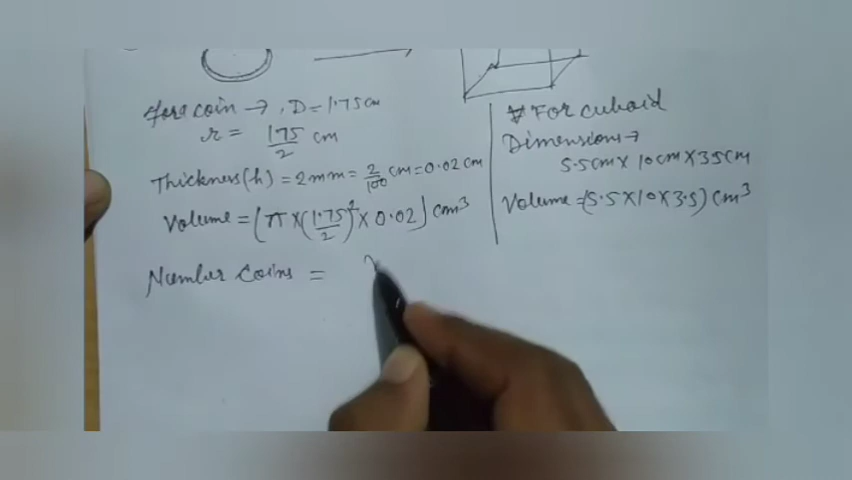 for a coin → , D = 1.75 cm
r = 1.75/2 cm
Thickness (h) = 2 mm = 2/100 cm = 0.02 cm
Volume = (π × (1.75/2)² × 0.02) cm³
Number Coins =
# For cuboid
Dimensions →
5.5 cm × 10 cm × 3.5 cm
Volume = (5.5 × 10 × 3.5) cm³